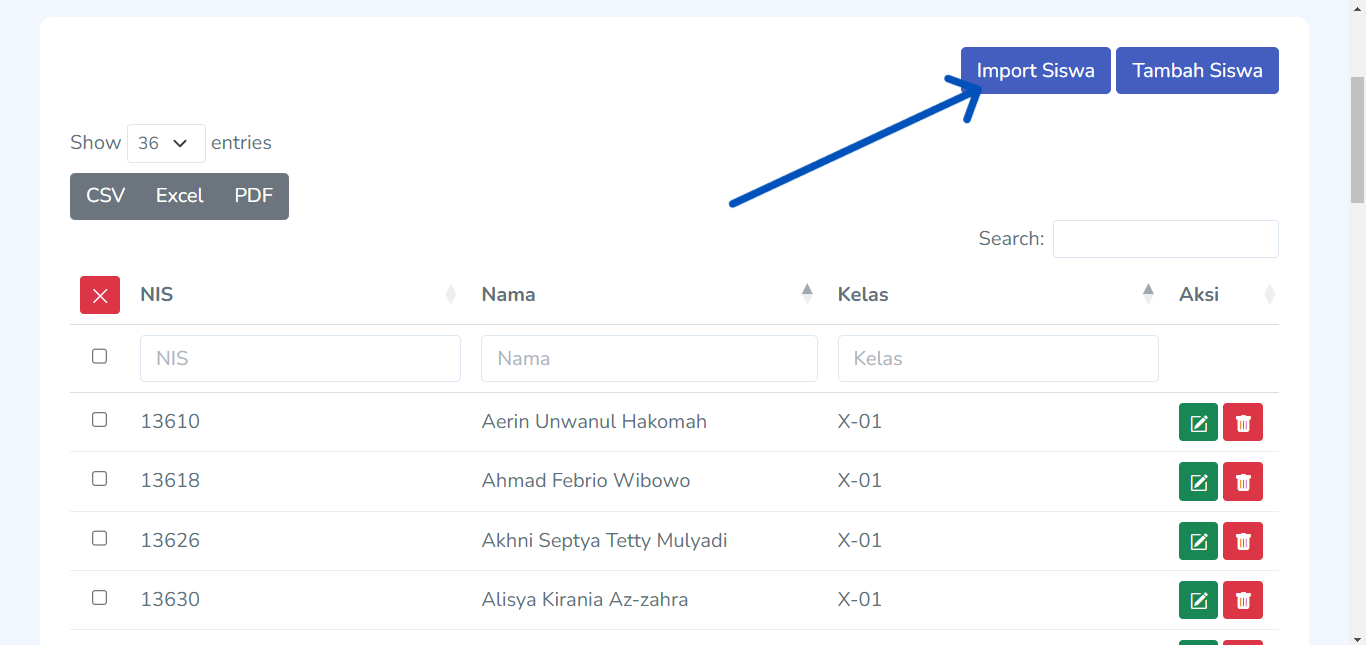 Import Siswa Tambah Siswa
Show 36 entries
CSV Excel PDF
Search:
NIS Nama Kelas Aksi
NIS Nama Kelas
13610 Aerin Unwanul Hakomah X-01
13618 Ahmad Febrio Wibowo X-01
13626 Akhni Septya Tetty Mulyadi X-01
13630 Alisya Kirania Az-zahra X-01